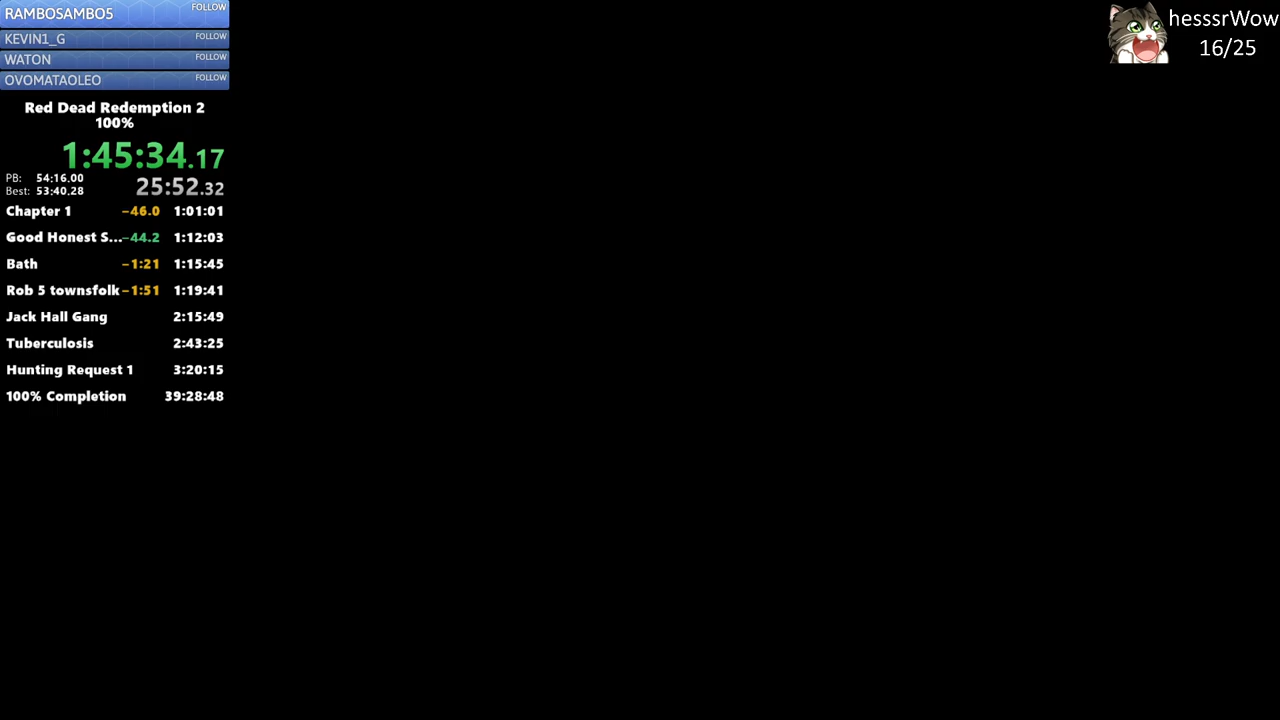 RAMBOSAMBO5 FOLLOW
KEVIN1_G FOLLOW
WATON FOLLOW
OVOMATAOLEO FOLLOW
Red Dead Redemption 2
100%
1:45:34.17
PB: 54:16.00
Best: 53:40.28
25:52.32
Chapter 1 -46.0 1:01:01
Good Honest S... -44.2 1:12:03
Bath -1:21 1:15:45
Rob 5 townsfolk -1:51 1:19:41
Jack Hall Gang 2:15:49
Tuberculosis 2:43:25
Hunting Request 1 3:20:15
100% Completion 39:28:48
hesssrWow
16/25